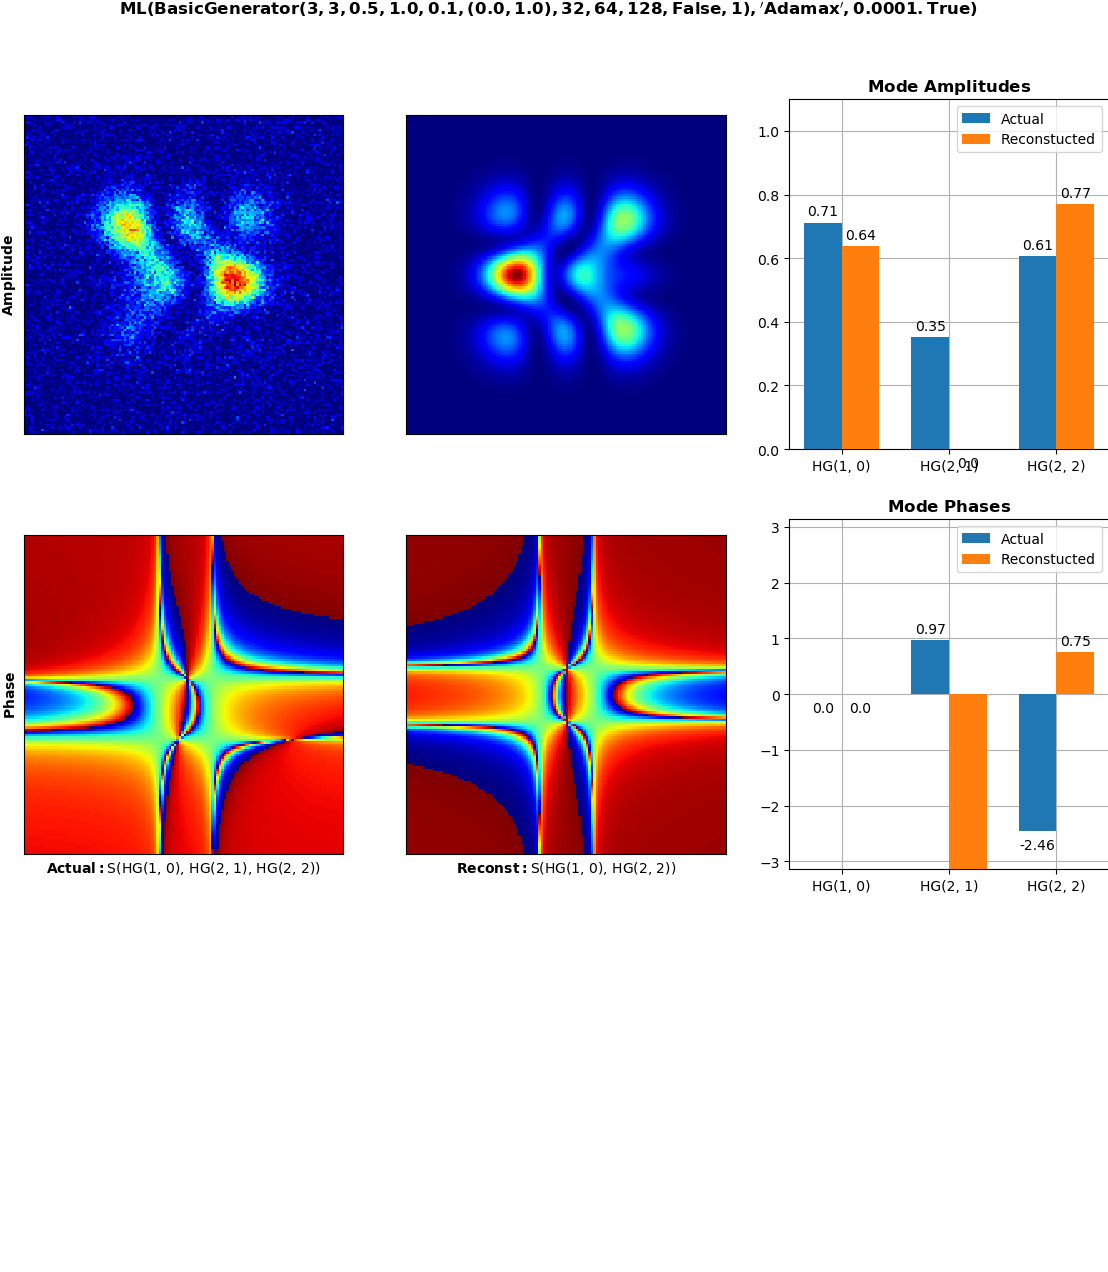 ML(BasicGenerator(3, 3, 0.5, 1.0, 0.1, (0.0, 1.0), 32, 64, 128, False, 1), ′Adamax′, 0.0001. True)
Mode Amplitudes
Actual
Reconstucted
1.0
0.8
0.6
0.4
0.2
0.0
0.71
0.64
0.35
0.0
0.61
0.77
HG(1, 0)
HG(2, 1)
HG(2, 2)
Amplitude
Mode Phases
Actual
Reconstucted
3
2
1
0
−1
−2
−3
0.0
0.0
0.97
0.75
-2.46
HG(1, 0)
HG(2, 1)
HG(2, 2)
Phase
Actual: S(HG(1, 0), HG(2, 1), HG(2, 2))
Reconst: S(HG(1, 0), HG(2, 2))